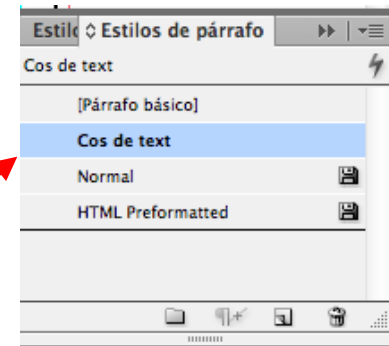 Estilo Estilos de párrafo
Cos de text
[Párrafo básico]
Cos de text
Normal
HTML Preformatted